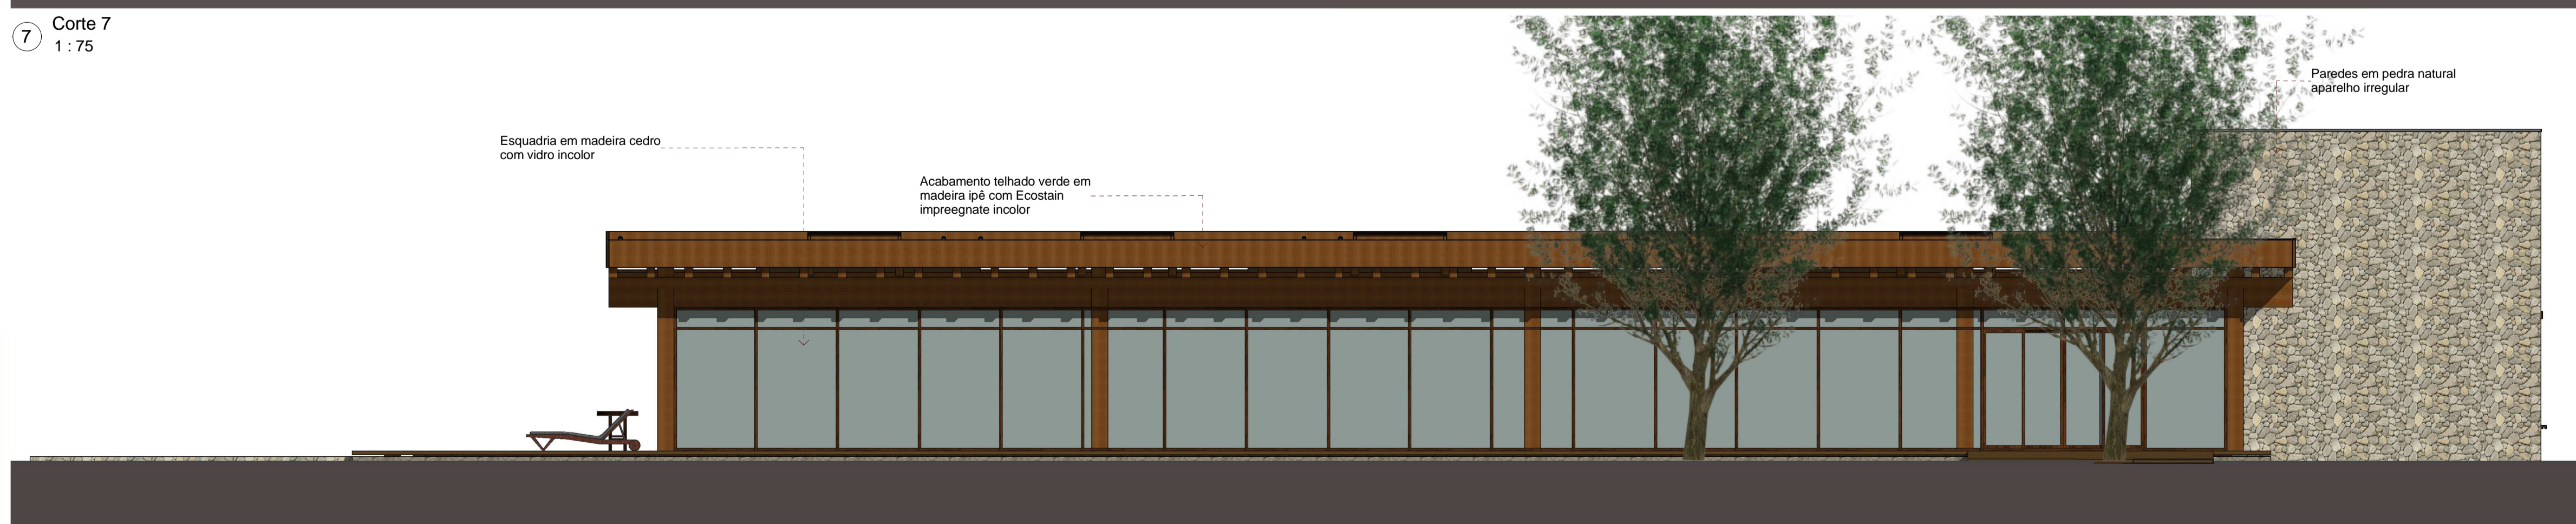 7
Corte 7
1 : 75
Esquadria em madeira cedro
com vidro incolor
Acabamento telhado verde em
madeira ipê com Ecostain
impreegnate incolor
Paredes em pedra natural
aparelho irregular